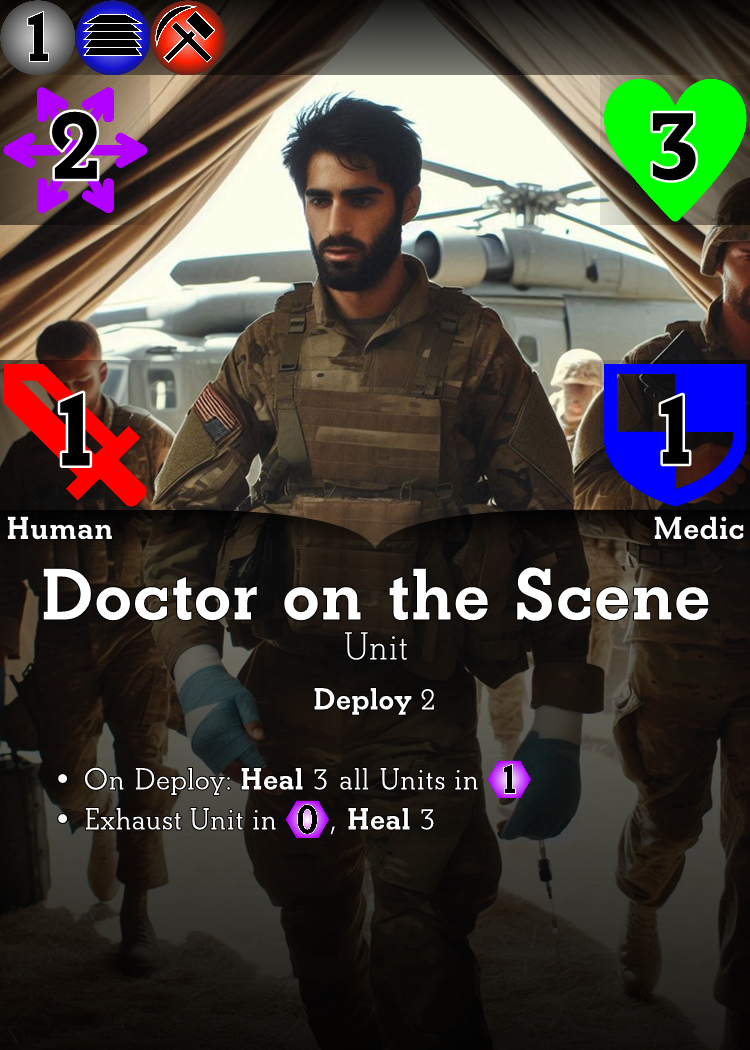 1
2
3
1
1
Human
Medic
Doctor on the Scene
Unit
Deploy 2
• On Deploy: Heal 3 all Units in 1
• Exhaust Unit in 0, Heal 3